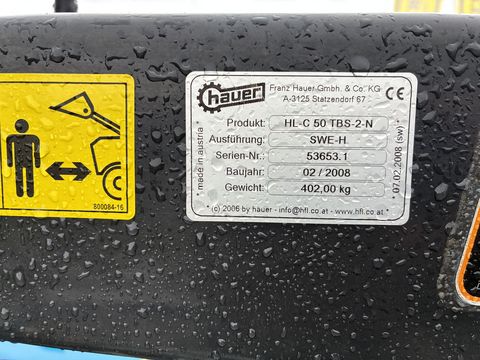 hauer
Franz Hauer Gmbh. & Co. KG
A-3125 Statzendorf 67
CE
made in austria
Produkt: HL-C 50 TBS-2-N
Ausführung: SWE-H
Serien-Nr: 53653.1
Baujahr: 02 / 2008
Gewicht: 402,00 kg
07.02.2008 (sw)
* (c) 2006 by hauer - info@hfl.co.at - www.hfl.co.at *
800084-16